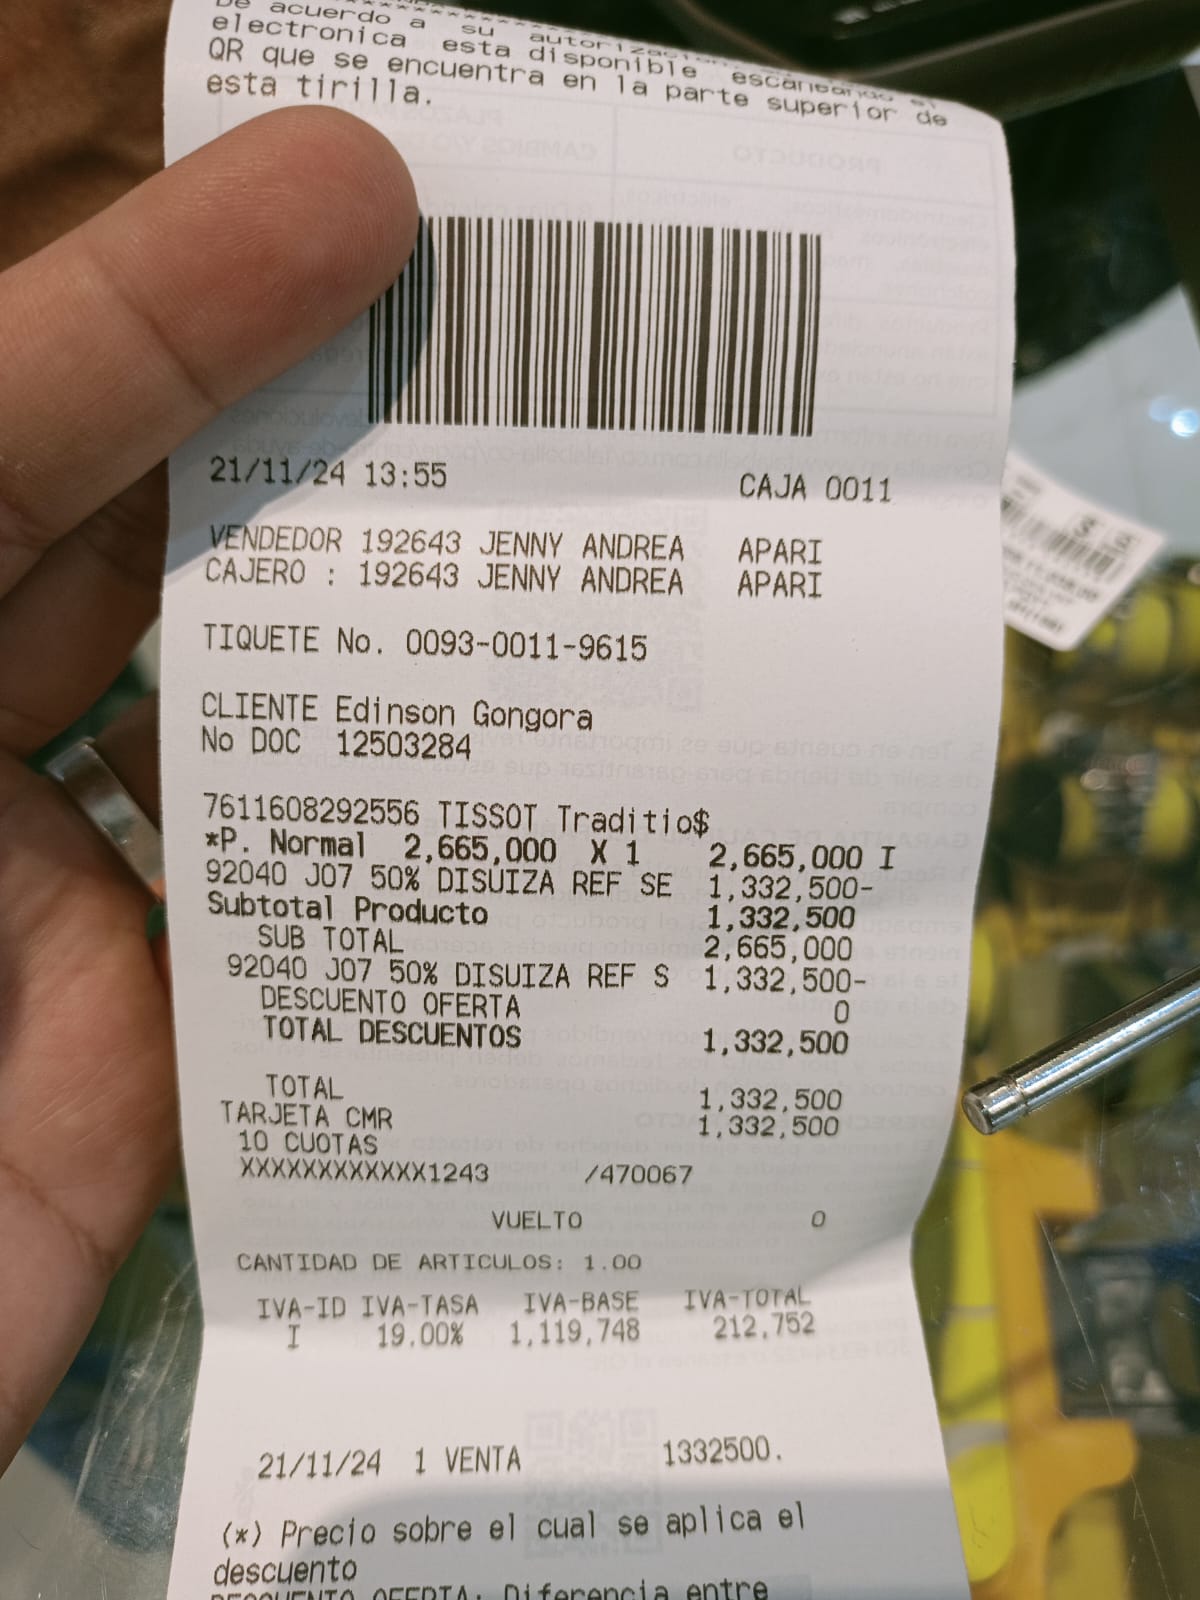 De acuerdo a su
electronica esta disponible escaneando el
QR que se encuentra en la parte superior de
esta tirilla.
21/11/24 13:55 CAJA 0011
VENDEDOR 192643 JENNY ANDREA APARI
CAJERO : 192643 JENNY ANDREA APARI
TIQUETE No. 0093-0011-9615
CLIENTE Edinson Gongora
No DOC 12503284
7611608292556 TISSOT Traditio$
*P. Normal 2,665,000 X 1 2,665,000 I
92040 J07 50% DISUIZA REF SE 1,332,500-
Subtotal Producto 1,332,500
SUB TOTAL 2,665,000
92040 J07 50% DISUIZA REF S 1,332,500-
DESCUENTO OFERTA 0
TOTAL DESCUENTOS 1,332,500
TOTAL 1,332,500
TARJETA CMR 1,332,500
10 CUOTAS
XXXXXXXXXXXX1243 /470067
VUELTO 0
CANTIDAD DE ARTICULOS: 1.00
IVA-ID IVA-TASA IVA-BASE IVA-TOTAL
I 19.00% 1,119,748 212,752
21/11/24 1 VENTA 1332500.
(*) Precio sobre el cual se aplica el
descuento
DESCUENTO OFERTA: Diferencia entre